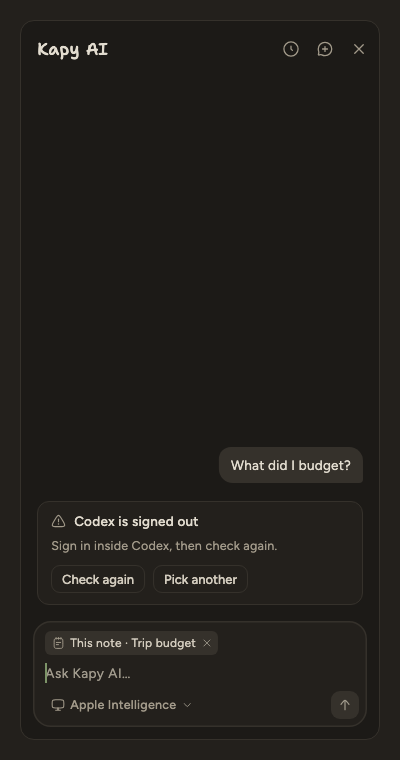 Kapy AI
What did I budget?
Codex is signed out
Sign in inside Codex, then check again.
Check again
Pick another
This note · Trip budget
Ask Kapy AI...
Apple Intelligence